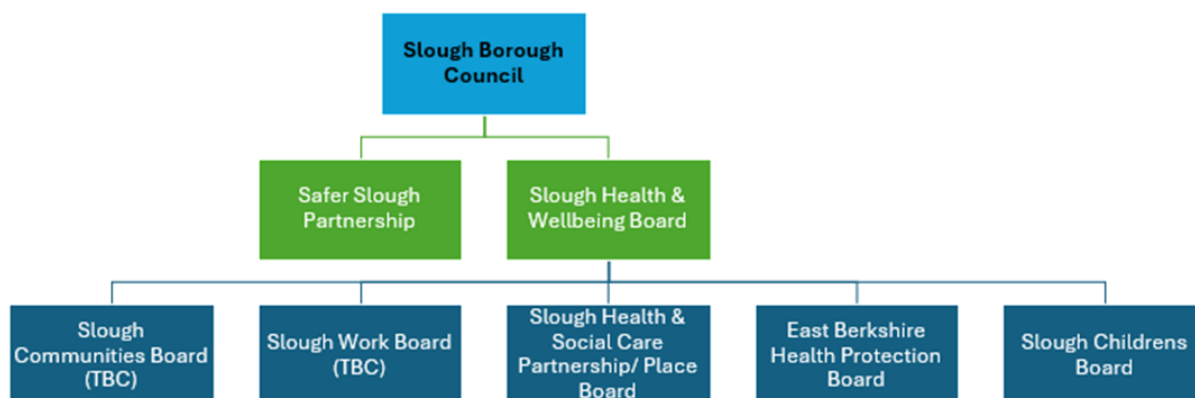 Slough Borough
Council
Safer Slough
Partnership
Slough Health &
Wellbeing Board
Slough
Communities Board
(TBC)
Slough Work Board
(TBC)
Slough Health &
Social Care
Partnership/ Place
Board
East Berkshire
Health Protection
Board
Slough Childrens
Board